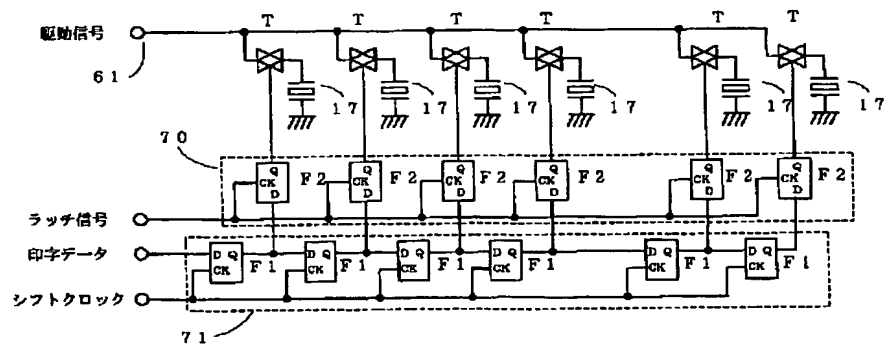 T T T T T T
駆動信号
61
17 17 17 17 17 17
70
Q Q Q Q Q Q
CK F2 CK F2 CK F2 CK F2 CK F2 CK F2
D D D D D D
ラッチ信号
印字データ
D Q D Q D Q D Q D Q D Q
CK F1 CK F1 CK F1 CK F1 CK F1 CK F1
シフトクロック
71